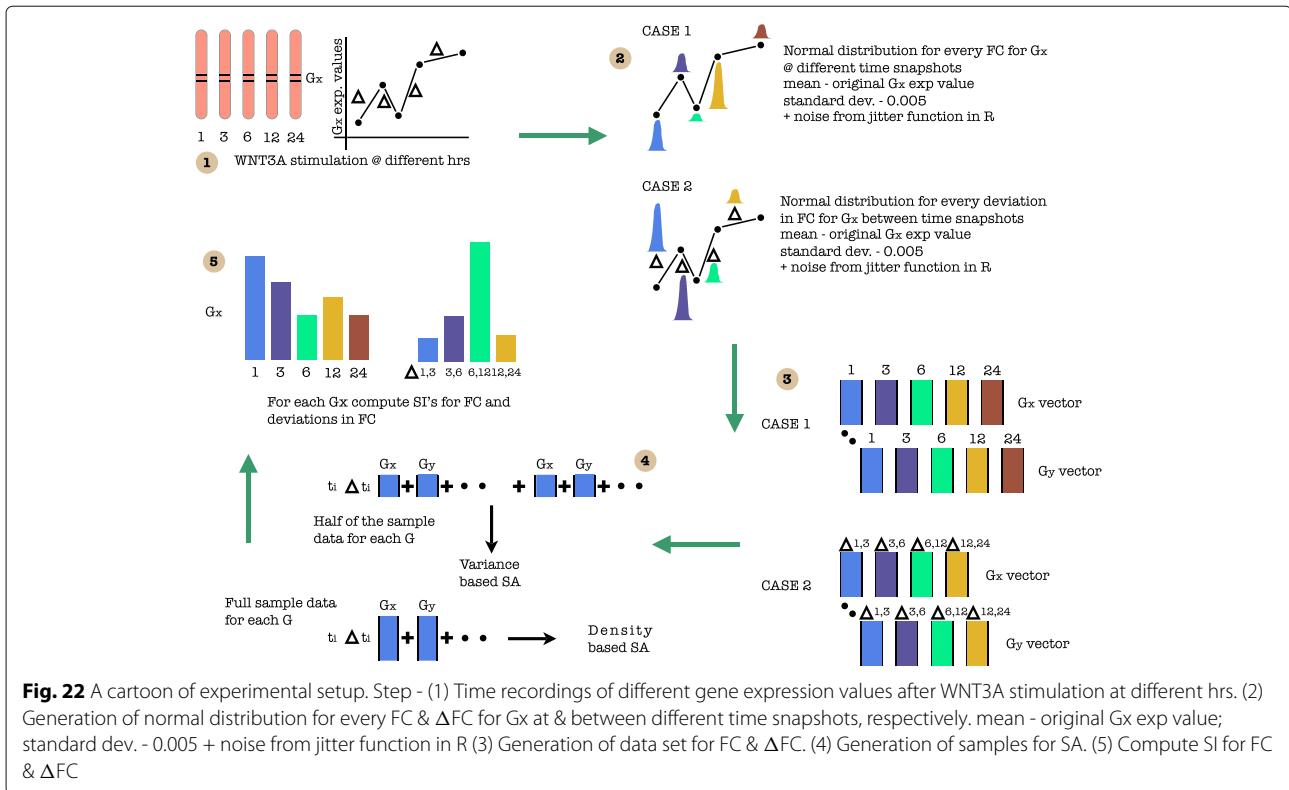 Gx
1 3 6 12 24
Gx exp. values
1 WNT3A stimulation @ different hrs
CASE 1
2
Normal distribution for every FC for Gx
@ different time snapshots
mean - original Gx exp value
standard dev. - 0.005
+ noise from jitter function in R
CASE 2
Normal distribution for every deviation
in FC for Gx between time snapshots
mean - original Gx exp value
standard dev. - 0.005
+ noise from jitter function in R
3
1 3 6 12 24
Gx vector
CASE 1
1 3 6 12 24
Gy vector
Δ1,3 Δ3,6 Δ6,12 Δ12,24
Gx vector
CASE 2
Δ1,3 Δ3,6 Δ6,12 Δ12,24
Gy vector
4
Gx Gy Gx Gy
ti Δ ti + + • • + + + • •
Half of the sample
data for each G
Variance
based SA
Full sample data
for each G
Gx Gy
ti Δ ti + + • •
Density
based SA
5
Gx
1 3 6 12 24
Δ1,3 3,6 6,12 12,24
For each Gx compute SI's for FC and
deviations in FC
Fig. 22 A cartoon of experimental setup. Step - (1) Time recordings of different gene expression values after WNT3A stimulation at different hrs. (2)
Generation of normal distribution for every FC & ΔFC for Gx at & between different time snapshots, respectively. mean - original Gx exp value;
standard dev. - 0.005 + noise from jitter function in R (3) Generation of data set for FC & ΔFC. (4) Generation of samples for SA. (5) Compute SI for FC
& ΔFC